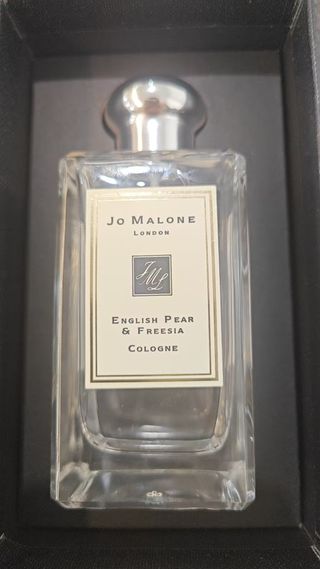 JO MALONE
LONDON
JML
ENGLISH PEAR
& FREESIA
COLOGNE